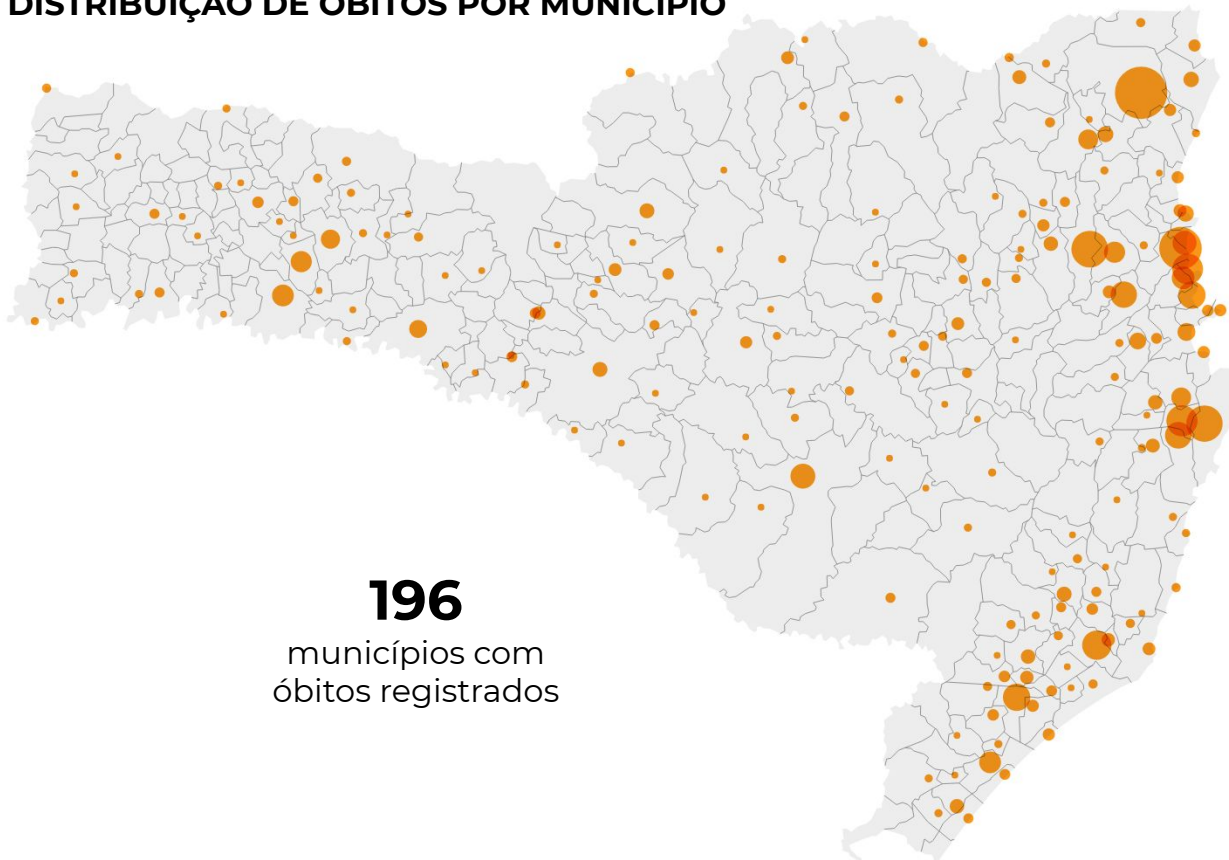 DISTRIBUIÇÃO DE ÓBITOS POR MUNICÍPIO
196
municípios com
óbitos registrados